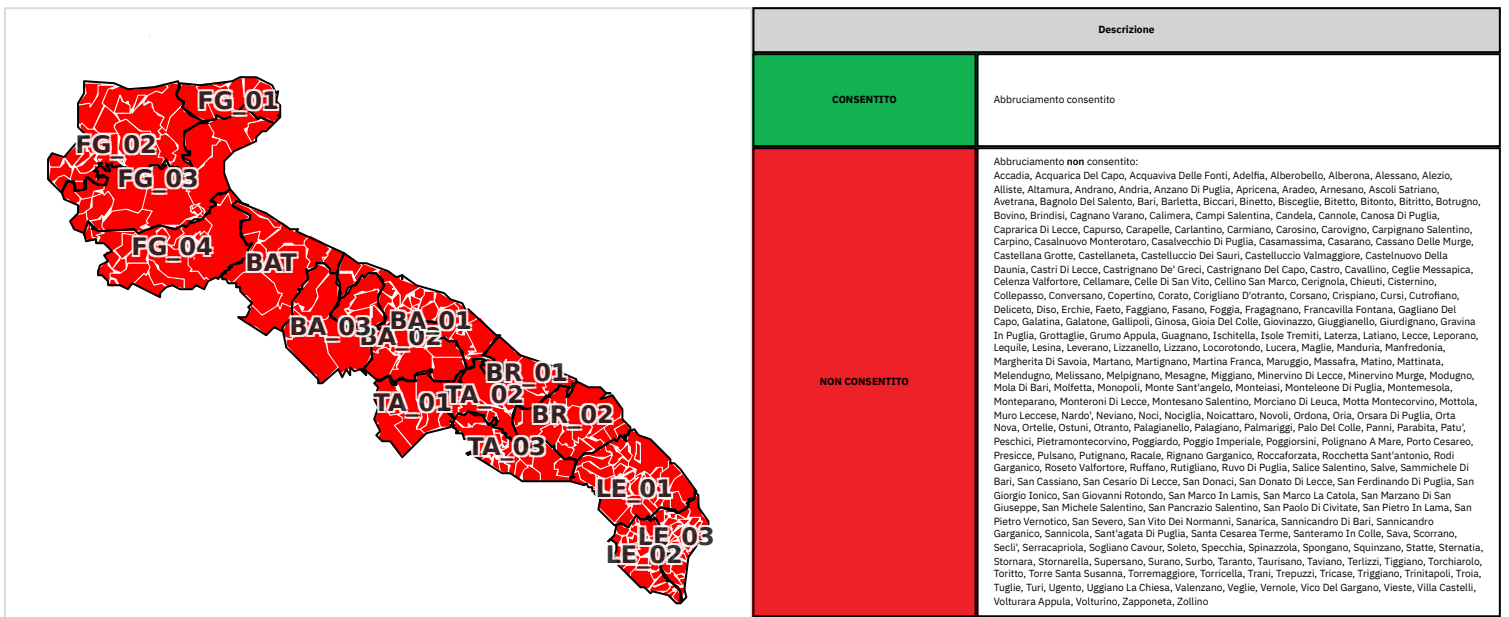 FG_01
FG_02
FG_03
FG_04
BAT
BA_01
BA_03
BA_02
BR_01
TA_02
TA_01
BR_02
TA_03
LE_01
LE_03
LE_02
Descrizione
CONSENTITO
Abbruciamento consentito
NON CONSENTITO
Abbruciamento non consentito:
Accadia, Acquarica Del Capo, Acquaviva Delle Fonti, Adelfia, Alberobello, Alberona, Alessano, Alezio,
Alliste, Altamura, Andrano, Andria, Anzano Di Puglia, Apricena, Aradeo, Arnesano, Ascoli Satriano,
Avetrana, Bagnolo Del Salento, Bari, Barletta, Biccari, Binetto, Bisceglie, Bitetto, Bitonto, Bitritto, Botrugno,
Bovino, Brindisi, Cagnano Varano, Calimera, Campi Salentina, Candela, Cannole, Canosa Di Puglia,
Caprarica Di Lecce, Capurso, Carapelle, Carlantino, Carmiano, Carosino, Carovigno, Carpignano Salentino,
Carpino, Casalnuovo Monterotaro, Casalvecchio Di Puglia, Casamassima, Casarano, Cassano Delle Murge,
Castellana Grotte, Castellaneta, Castelluccio Dei Sauri, Castelluccio Valmaggiore, Castelnuovo Della
Daunia, Castri Di Lecce, Castrignano De' Greci, Castrignano Del Capo, Castro, Cavallino, Ceglie Messapica,
Celenza Valfortore, Cellamare, Celle Di San Vito, Cellino San Marco, Cerignola, Chieuti, Cisternino,
Collepasso, Conversano, Copertino, Corato, Corigliano D'otranto, Corsano, Crispiano, Cursi, Cutrofiano,
Deliceto, Diso, Erchie, Faeto, Faggiano, Fasano, Foggia, Fragagnano, Francavilla Fontana, Gagliano Del
Capo, Galatina, Galatone, Gallipoli, Ginosa, Gioia Del Colle, Giovinazzo, Giuggianello, Giurdignano, Gravina
In Puglia, Grottaglie, Grumo Appula, Guagnano, Ischitella, Isole Tremiti, Laterza, Latiano, Lecce, Leporano,
Lequile, Lesina, Leverano, Lizzanello, Lizzano, Locorotondo, Lucera, Maglie, Manduria, Manfredonia,
Margherita Di Savoia, Martano, Martignano, Martina Franca, Maruggio, Massafra, Matino, Mattinata,
Melendugno, Melissano, Melpignano, Mesagne, Miggiano, Minervino Di Lecce, Minervino Murge, Modugno,
Mola Di Bari, Molfetta, Monopoli, Monte Sant'angelo, Monteiasi, Monteleone Di Puglia, Montemesola,
Monteparano, Monteroni Di Lecce, Montesano Salentino, Morciano Di Leuca, Motta Montecorvino, Mottola,
Muro Leccese, Nardo', Neviano, Noci, Nociglia, Noicattaro, Novoli, Ordona, Oria, Orsara Di Puglia, Orta
Nova, Ortelle, Ostuni, Otranto, Palagianello, Palagiano, Palmariggi, Palo Del Colle, Panni, Parabita, Patu',
Peschici, Pietramontecorvino, Poggiardo, Poggio Imperiale, Poggiorsini, Polignano A Mare, Porto Cesareo,
Presicce, Pulsano, Putignano, Racale, Rignano Garganico, Roccaforzata, Rocchetta Sant'antonio, Rodi
Garganico, Roseto Valfortore, Ruffano, Rutigliano, Ruvo Di Puglia, Salice Salentino, Salve, Sammichele Di
Bari, San Cassiano, San Cesario Di Lecce, San Donaci, San Donato Di Lecce, San Ferdinando Di Puglia, San
Giorgio Ionico, San Giovanni Rotondo, San Marco In Lamis, San Marco La Catola, San Marzano Di San
Giuseppe, San Michele Salentino, San Pancrazio Salentino, San Paolo Di Civitate, San Pietro In Lama, San
Pietro Vernotico, San Severo, San Vito Dei Normanni, Sanarica, Sannicandro Di Bari, Sannicandro
Garganico, Sannicola, Sant'agata Di Puglia, Santa Cesarea Terme, Santeramo In Colle, Sava, Scorrano,
Secli', Serracapriola, Sogliano Cavour, Soleto, Specchia, Spinazzola, Spongano, Squinzano, Statte, Sternatia,
Stornara, Stornarella, Supersano, Surano, Surbo, Taranto, Taurisano, Taviano, Terlizzi, Tiggiano, Torchiarolo,
Toritto, Torre Santa Susanna, Torremaggiore, Torricella, Trani, Trepuzzi, Tricase, Triggiano, Trinitapoli, Troia,
Tuglie, Turi, Ugento, Uggiano La Chiesa, Valenzano, Veglie, Vernole, Vico Del Gargano, Vieste, Villa Castelli,
Volturara Appula, Volturino, Zapponeta, Zollino